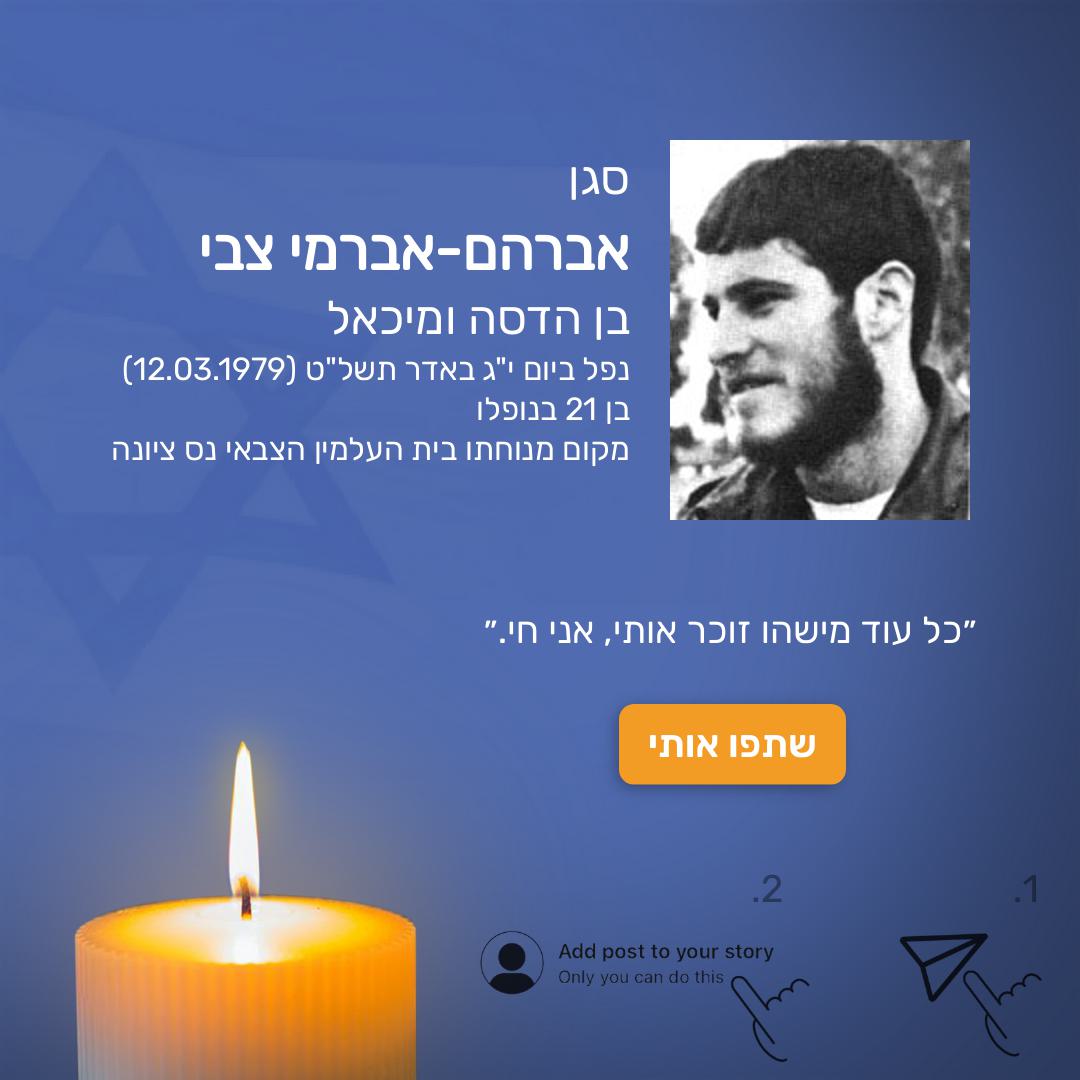 סגן
אברהם-אברמי צבי
בן הדסה ומיכאל
נפל ביום י"ג באדר תשל"ט (12.03.1979)
בן 21 בנופלו
מקום מנוחתו בית העלמין הצבאי נס ציונה
״כל עוד מישהו זוכר אותי, אני חי.״
שתפו אותי
.1
.2
Add post to your story
Only you can do this